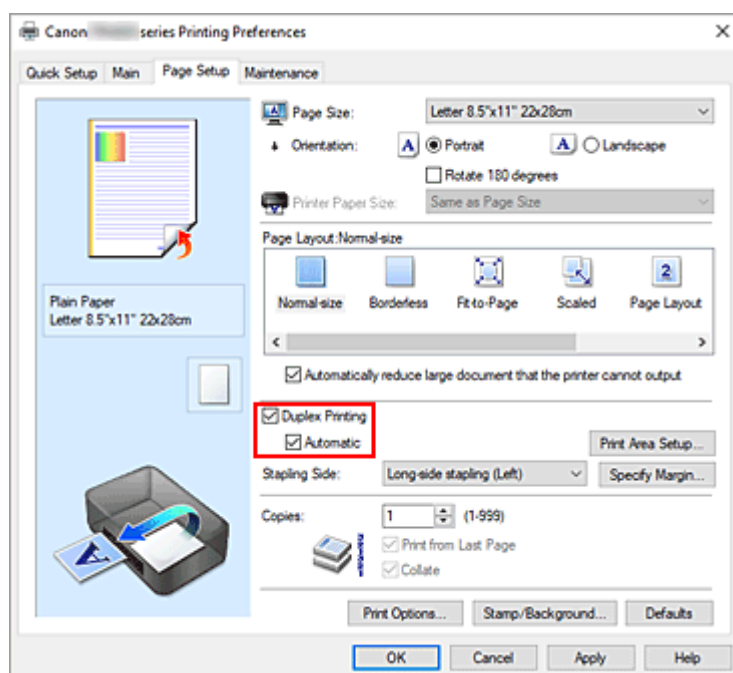 Canon series Printing Preferences
Quick Setup Main Page Setup Maintenance
Page Size: Letter 8.5"x11" 22x28cm
Orientation: A Portrait A Landscape
Rotate 180 degrees
Printer Paper Size: Same as Page Size
Page Layout:Normal-size
2
Normal-size Borderless Fit-to-Page Scaled Page Layout
Plain Paper
Letter 8.5"x11" 22x28cm
Automatically reduce large document that the printer cannot output
Duplex Printing
Automatic
Print Area Setup...
Stapling Side: Long-side stapling (Left) Specify Margin...
Copies: 1 (1-999)
Print from Last Page
Collate
A
Print Options... Stamp/Background... Defaults
OK Cancel Apply Help